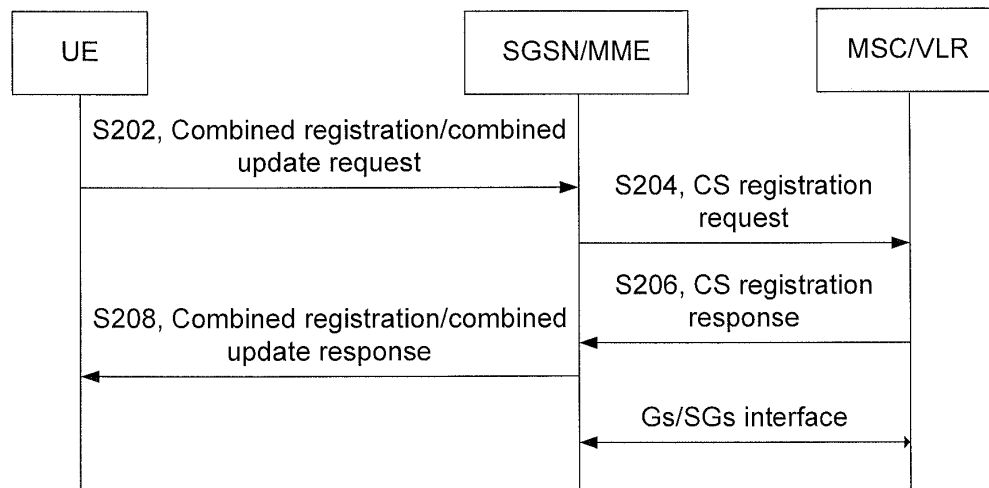 UE
SGSN/MME
MSC/VLR
S202, Combined registration/combined
update request
S204, CS registration
request
S206, CS registration
response
S208, Combined registration/combined
update response
Gs/SGs interface